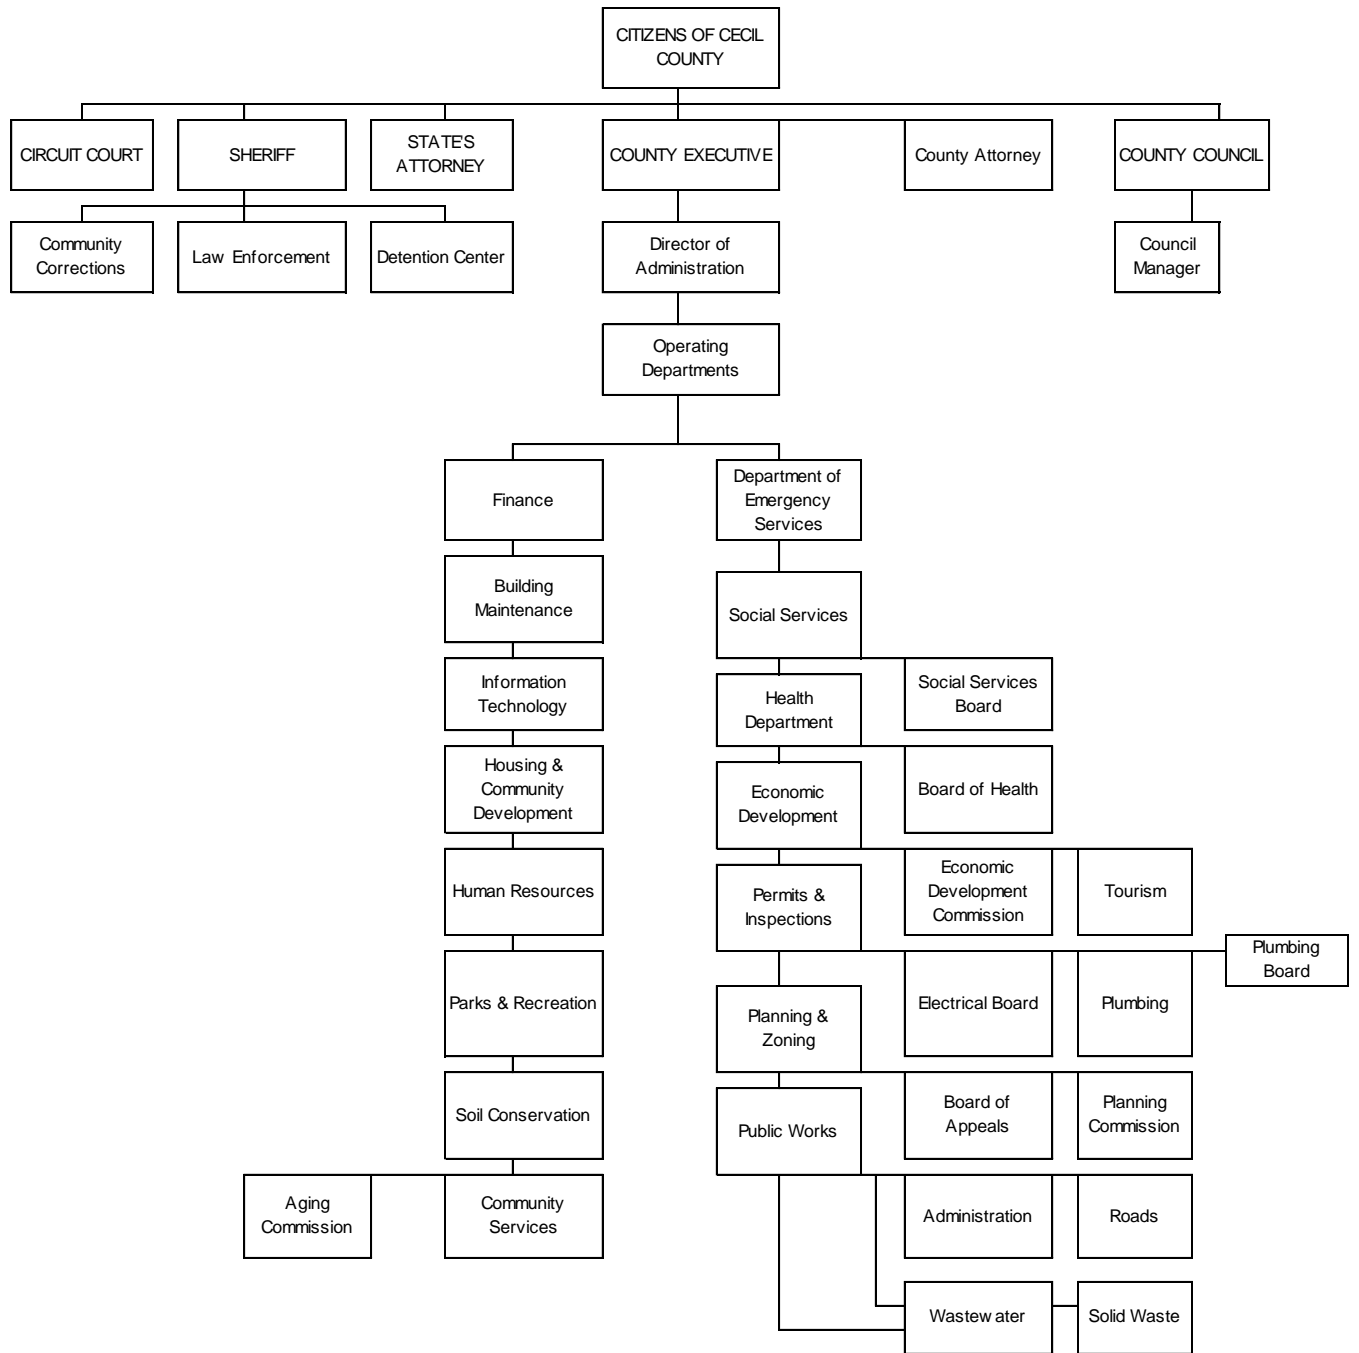 CITIZENS OF CECIL
COUNTY
CIRCUIT COURT
SHERIFF
STATE'S
ATTORNEY
COUNTY EXECUTIVE
County Attorney
COUNTY COUNCIL
Community
Corrections
Law Enforcement
Detention Center
Director of
Administration
Council
Manager
Operating
Departments
Finance
Department of
Emergency
Services
Building
Maintenance
Social Services
Information
Technology
Health
Department
Social Services
Board
Housing &
Community
Development
Economic
Development
Board of Health
Human Resources
Permits &
Inspections
Economic
Development
Commission
Tourism
Plumbing
Board
Parks & Recreation
Planning &
Zoning
Electrical Board
Plumbing
Soil Conservation
Public Works
Board of
Appeals
Planning
Commission
Aging
Commission
Community
Services
Administration
Roads
Wastewater
Solid Waste